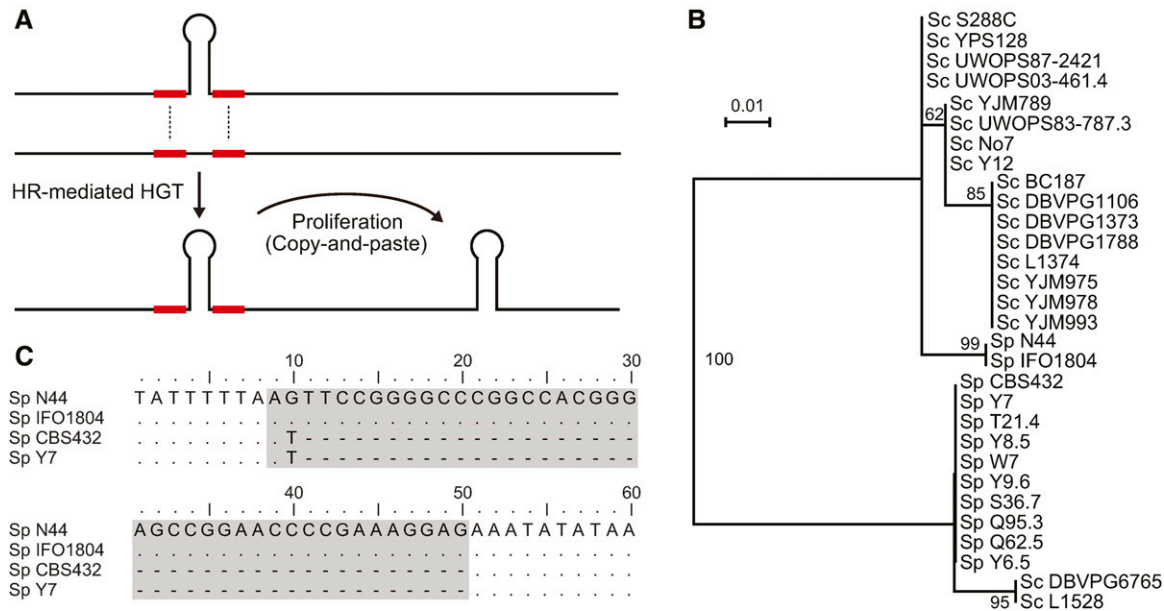 A
HR-mediated HGT
Proliferation
(Copy-and-paste)
B
0.01
Sc S288C
Sc YPS128
Sc UWOPS87-2421
Sc UWOPS03-461.4
62
Sc YJM789
Sc UWOPS83-787.3
Sc No7
Sc Y12
85
Sc BC187
Sc DBVPG1106
Sc DBVPG1373
Sc DBVPG1788
Sc L1374
Sc YJM975
Sc YJM978
Sc YJM993
99
Sp N44
Sp IFO1804
100
Sp CBS432
Sp Y7
Sp T21.4
Sp Y8.5
Sp W7
Sp Y9.6
Sp S36.7
Sp Q95.3
Sp Q62.5
Sp Y6.5
95
Sc DBVPG6765
Sc L1528
C
10 20 30
Sp N44 TATTTTTAAGTTCCGGGGCCCGGCCACGGG
Sp IFO1804 ..............................
Sp CBS432 .........T--------------------
Sp Y7 .........T--------------------
40 50 60
Sp N44 AGCCGGAACCCCGAAAGGAGAAATATATAA
Sp IFO1804 ..............................
Sp CBS432 --------------------..........
Sp Y7 --------------------..........